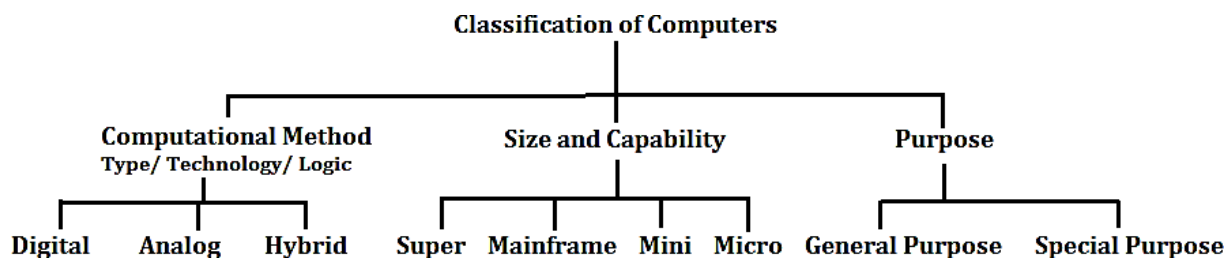 Classification of Computers
Computational Method
Type/ Technology/ Logic
Size and Capability
Purpose
Digital
Analog
Hybrid
Super
Mainframe
Mini
Micro
General Purpose
Special Purpose